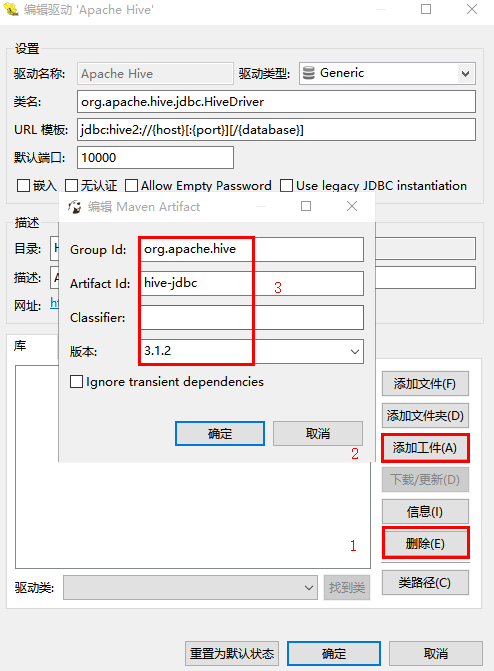 编辑驱动 'Apache Hive'
设置
驱动名称: Apache Hive 驱动类型: Generic
类名: org.apache.hive.jdbc.HiveDriver
URL 模板: jdbc:hive2://{host}[:{port}][/{database}]
默认端口: 10000
嵌入 无认证 Allow Empty Password Use legacy JDBC instantiation
编辑 Maven Artifact
描述
Group Id: org.apache.hive
目录: H
Artifact Id: hive-jdbc 3
描述: A
Classifier:
网址: ht
版本: 3.1.2
库
Ignore transient dependencies
添加文件(F)
添加文件夹(D)
确定 取消
添加工件(A)
2
下载/更新(D)
信息(I)
1 删除(E)
驱动类: 找到类 类路径(C)
重置为默认状态 确定 取消